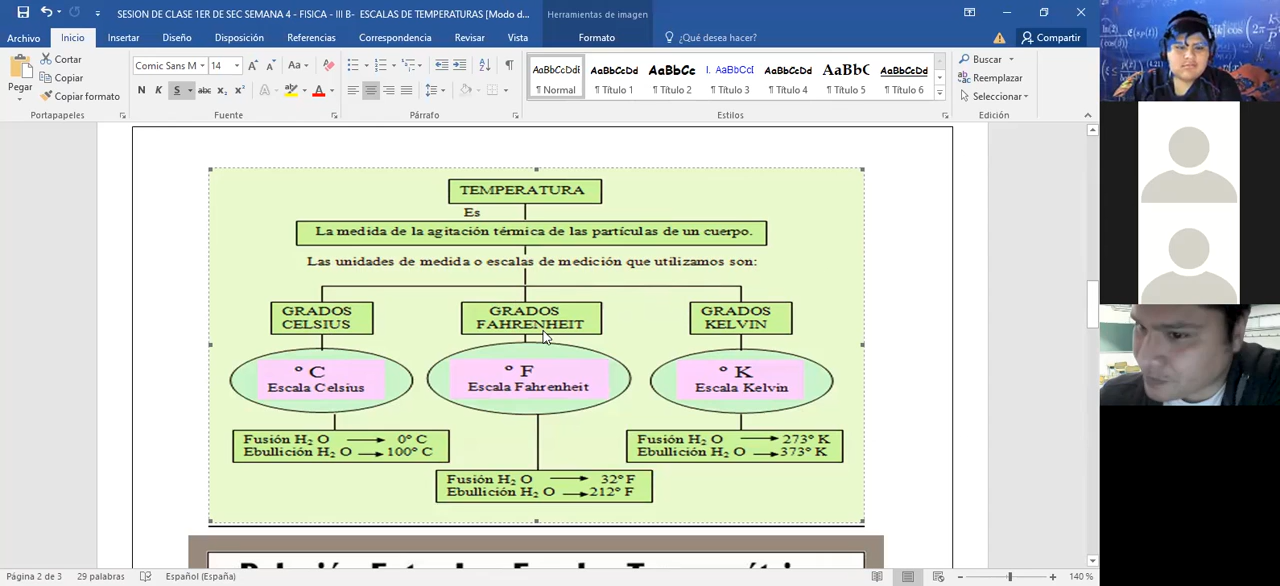 SESION DE CLASE 1ER DE SEC SEMANA 4 - FISICA - III B- ESCALAS DE TEMPERATURAS [Modo d...
Herramientas de imagen
Archivo Inicio Insertar Diseño Disposición Referencias Correspondencia Revisar Vista Formato ¿Qué desea hacer? Compartir
Pegar
Cortar
Copiar
Copiar formato
Portapapeles
Comic Sans M 14
N K S abc x₂ x²
Fuente
Párrafo
AaBbCcDdE AaBbCcDd AaBbCc I. AaBbCcI AaBbCcDd AaBbC AaBbCcDd
¶ Normal ¶ Título 1 ¶ Título 2 ¶ Título 3 ¶ Título 4 ¶ Título 5 ¶ Título 6
Estilos
Buscar
Reemplazar
Seleccionar
Edición
TEMPERATURA
Es
La medida de la agitación térmica de las partículas de un cuerpo.
Las unidades de medida o escalas de medición que utilizamos son:
GRADOS
CELSIUS
GRADOS
FAHRENHEIT
GRADOS
KELVIN
° C
Escala Celsius
° F
Escala Fahrenheit
° K
Escala Kelvin
Fusión H₂ O → 0° C
Ebullición H₂ O → 100° C
Fusión H₂ O → 273° K
Ebullición H₂ O → 373° K
Fusión H₂ O → 32° F
Ebullición H₂ O → 212° F
Página 2 de 3 29 palabras Español (España) 140 %